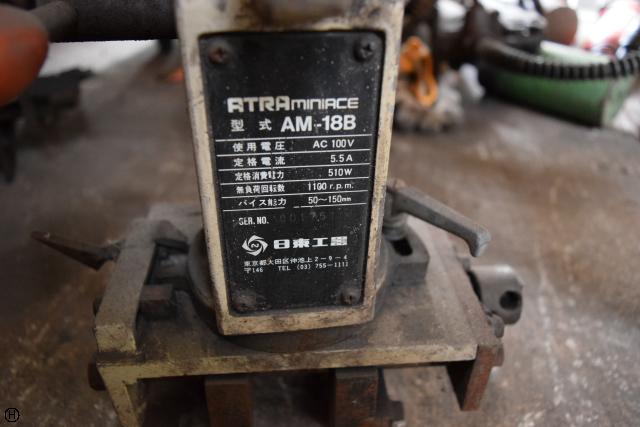 ATRA MINIACE
型式 AM-18B
使用電圧 AC 100V
定格電流 5.5A
定格消費電力 510W
無負荷回転数 1100 r.p.m.
バイス能力 50〜150mm
SER. NO.
日東工器
東京都大田区仲池上2-9-4
〒146 TEL (03) 755-1111
H